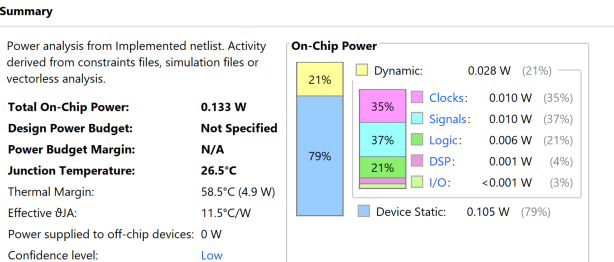 Summary
Power analysis from Implemented netlist. Activity
derived from constraints files, simulation files or
vectorless analysis.
Total On-Chip Power: 0.133 W
Design Power Budget: Not Specified
Power Budget Margin: N/A
Junction Temperature: 26.5°C
Thermal Margin: 58.5°C (4.9 W)
Effective ϑJA: 11.5°C/W
Power supplied to off-chip devices: 0 W
Confidence level: Low
On-Chip Power
21%
79%
Dynamic: 0.028 W (21%)
35%
37%
21%
Clocks: 0.010 W (35%)
Signals: 0.010 W (37%)
Logic: 0.006 W (21%)
DSP: 0.001 W (4%)
I/O: <0.001 W (3%)
Device Static: 0.105 W (79%)